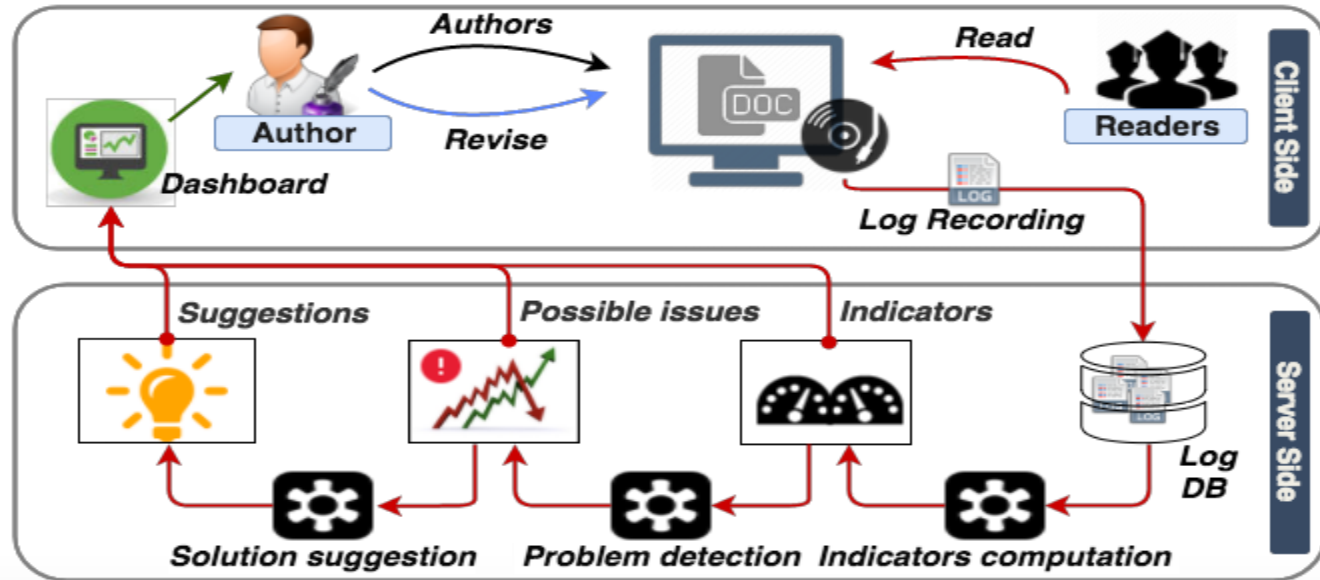 Authors
Read
DOC
Author
Revise
Readers
Dashboard
LOG
Log Recording
Client Side
Suggestions
Possible issues
Indicators
!
LOG
Log
DB
Solution suggestion
Problem detection
Indicators computation
Server Side